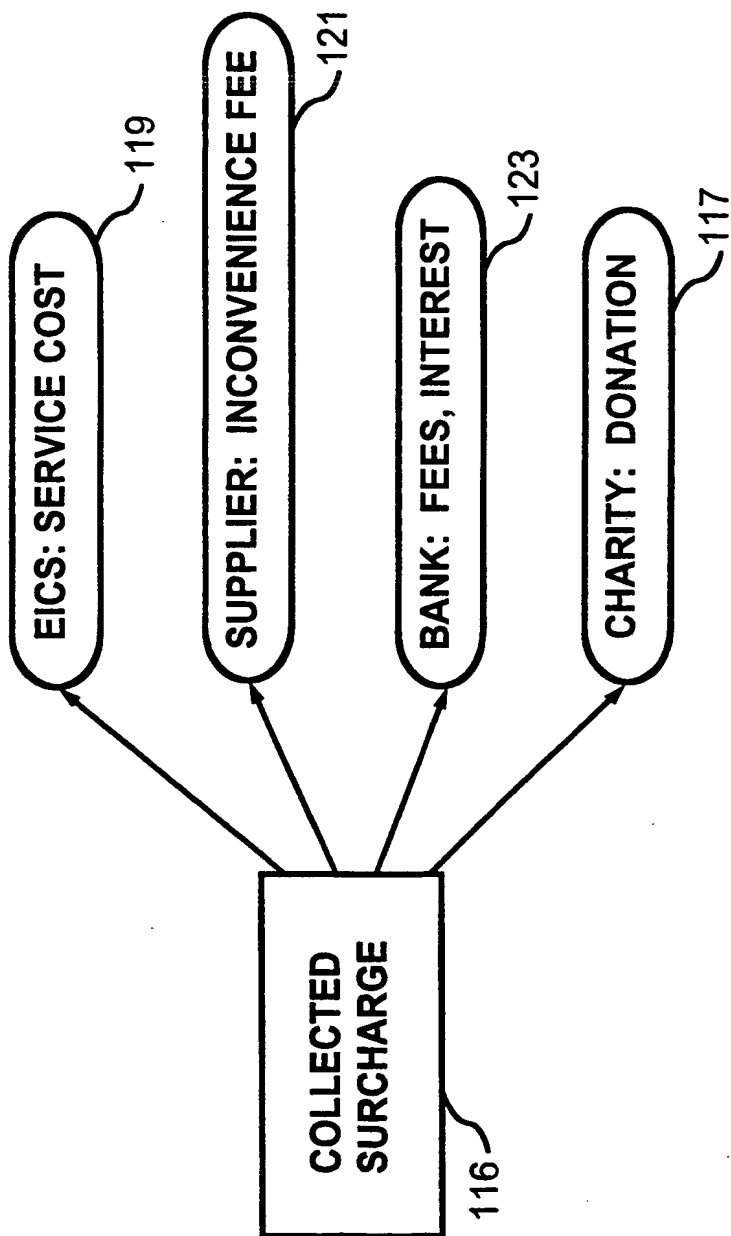 COLLECTED
SURCHARGE
116
EICS: SERVICE COST
119
SUPPLIER: INCONVENIENCE FEE
121
BANK: FEES, INTEREST
123
CHARITY: DONATION
117